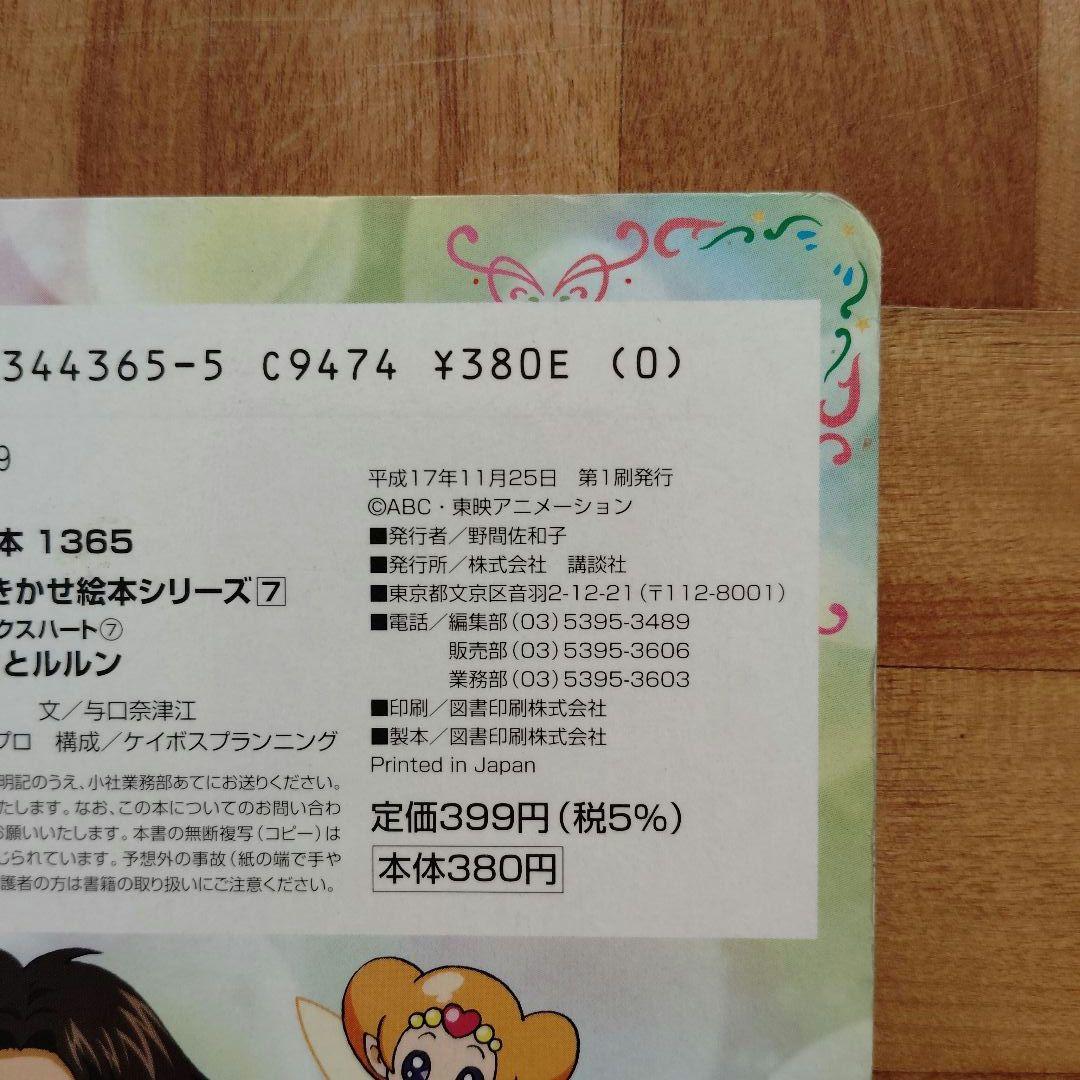 344365-5 C9474 ¥380E (0)
9
本 1365
きかせ絵本シリーズ7
クスハート⑦
とルルン
文/与口奈津江
プロ 構成/ケイボスプランニング
明記のうえ、小社業務部あてにお送りください。
たします。なお、この本についてのお問い合わ
お願いいたします。本書の無断複写(コピー)は
じられています。予想外の事故(紙の端で手や
護者の方は書籍の取り扱いにご注意ください。
平成17年11月25日 第1刷発行
©ABC・東映アニメーション
■発行者/野間佐和子
■発行所/株式会社 講談社
■東京都文京区音羽2-12-21(〒112-8001)
■電話/編集部(03)5395-3489
販売部(03)5395-3606
業務部(03)5395-3603
■印刷/図書印刷株式会社
■製本/図書印刷株式会社
Printed in Japan
定価399円(税5%)
本体380円